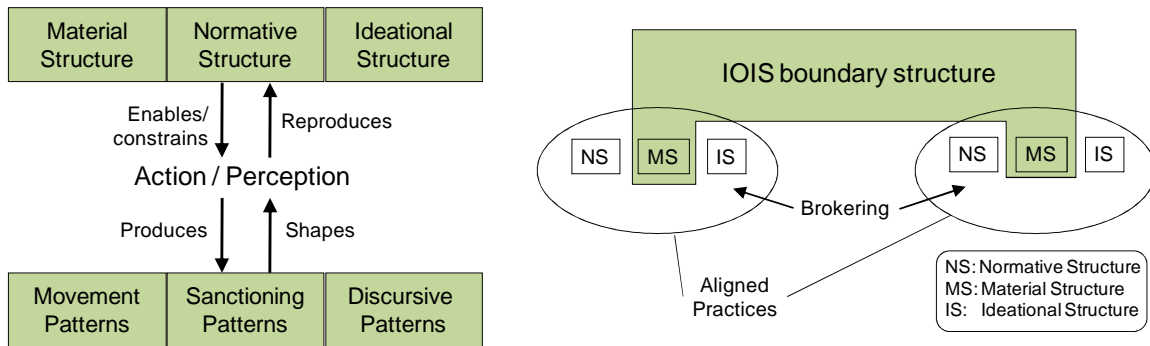 Material
Structure
Normative
Structure
Ideational
Structure
Enables/
constrains
Reproduces
Action / Perception
Produces
Shapes
Movement
Patterns
Sanctioning
Patterns
Discursive
Patterns
IOIS boundary structure
NS
MS
IS
NS
MS
IS
Brokering
Aligned
Practices
NS: Normative Structure
MS: Material Structure
IS: Ideational Structure